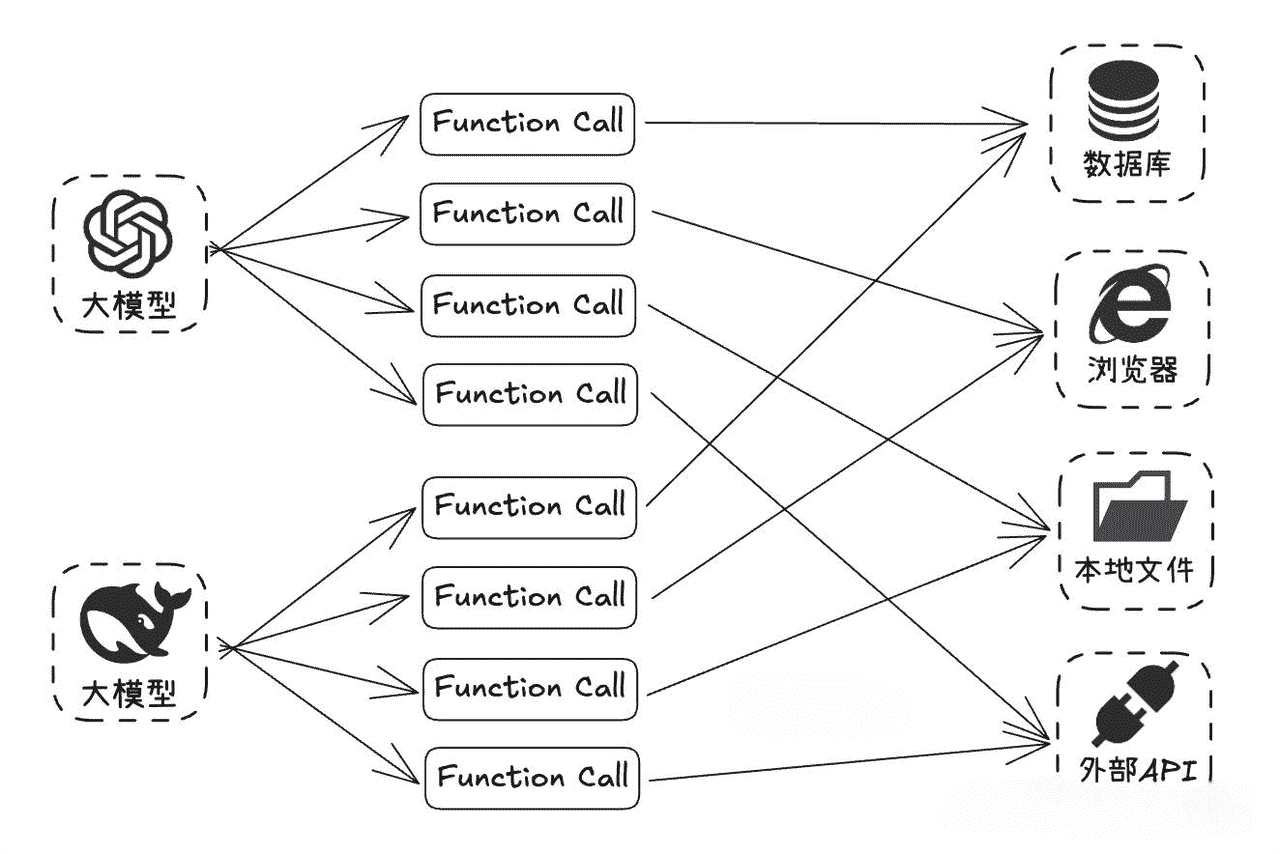 Function Call
数据库
Function Call
大模型
Function Call
浏览器
Function Call
Function Call
本地文件
Function Call
大模型
Function Call
外部API
Function Call